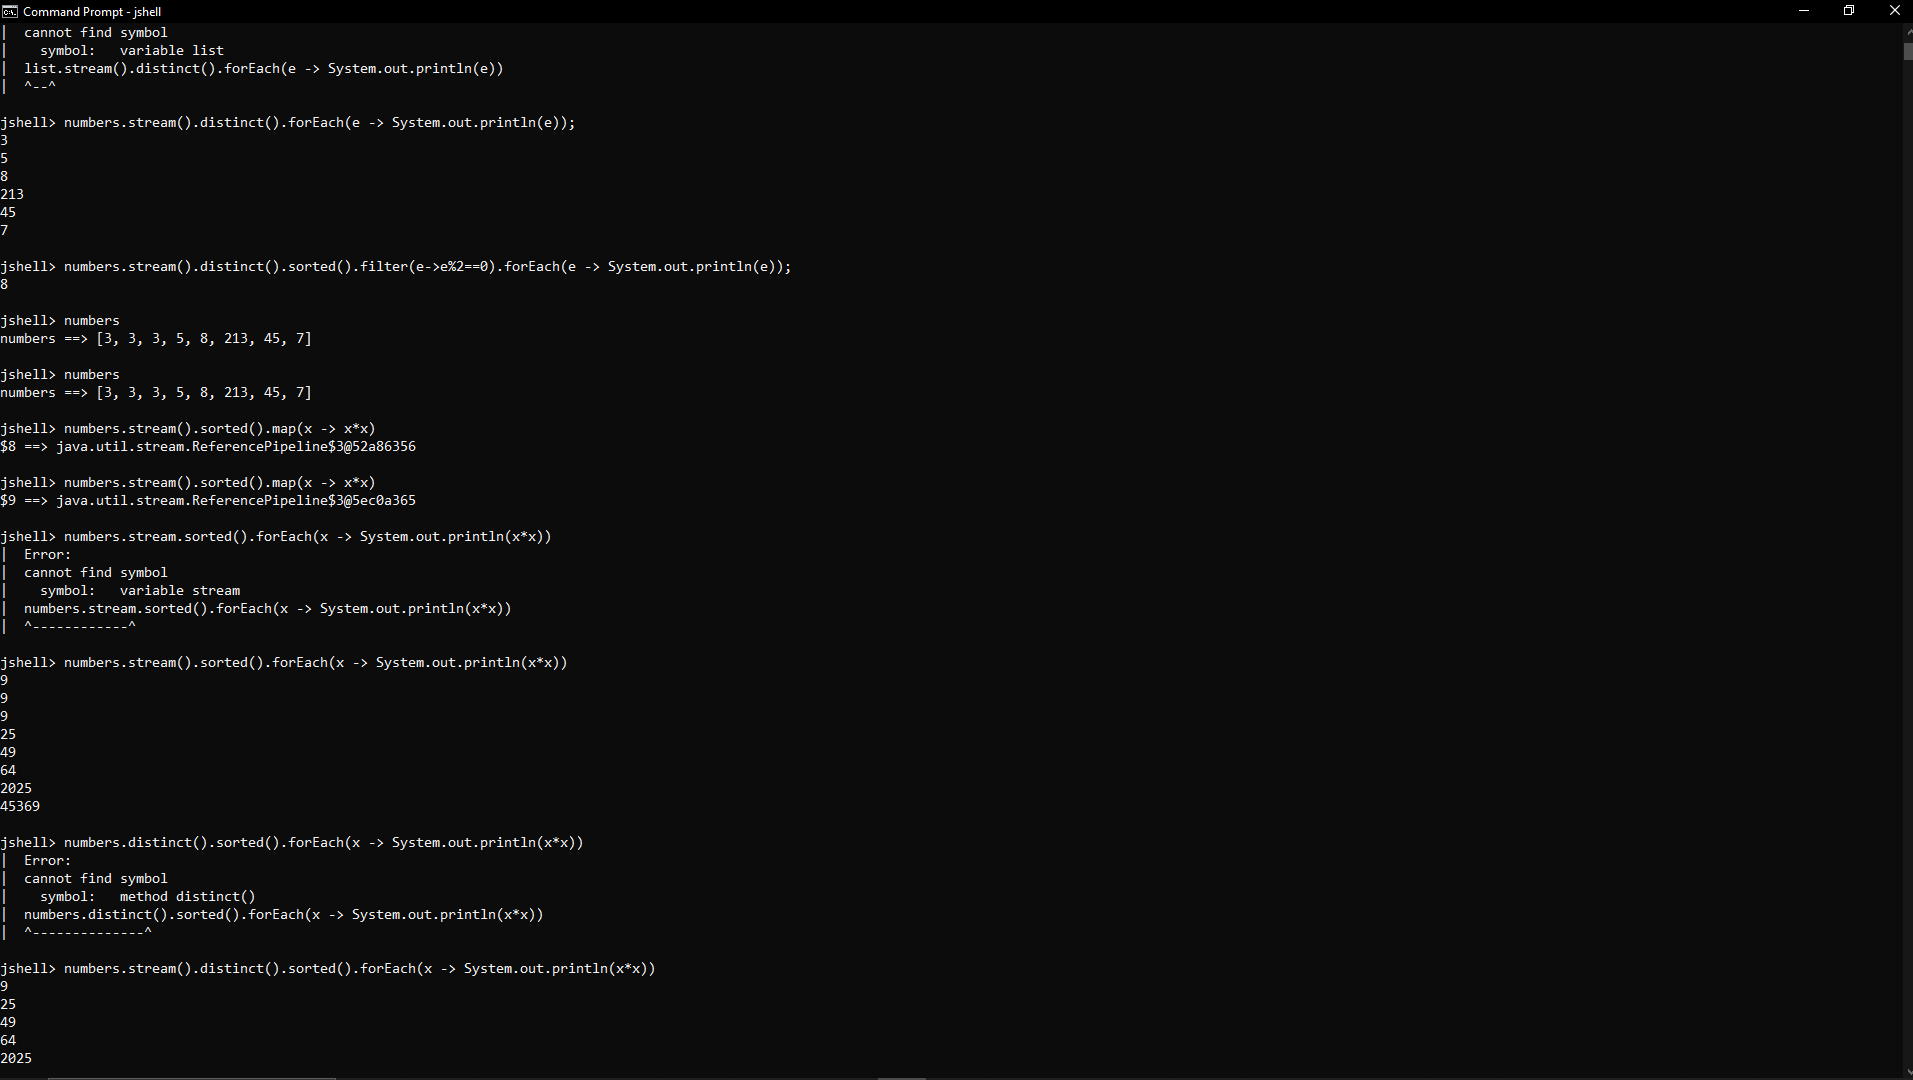 Command Prompt - jshell
|  cannot find symbol
|    symbol:   variable list
|  list.stream().distinct().forEach(e -> System.out.println(e))
|  ^--^
jshell> numbers.stream().distinct().forEach(e -> System.out.println(e));
3
5
8
213
45
7
jshell> numbers.stream().distinct().sorted().filter(e->e%2==0).forEach(e -> System.out.println(e));
8
jshell> numbers
numbers ==> [3, 3, 3, 5, 8, 213, 45, 7]
jshell> numbers
numbers ==> [3, 3, 3, 5, 8, 213, 45, 7]
jshell> numbers.stream().sorted().map(x -> x*x)
$8 ==> java.util.stream.ReferencePipeline$3@52a86356
jshell> numbers.stream().sorted().map(x -> x*x)
$9 ==> java.util.stream.ReferencePipeline$3@5ec0a365
jshell> numbers.stream.sorted().forEach(x -> System.out.println(x*x))
|  Error:
|  cannot find symbol
|    symbol:   variable stream
|  numbers.stream.sorted().forEach(x -> System.out.println(x*x))
|  ^------------^
jshell> numbers.stream().sorted().forEach(x -> System.out.println(x*x))
9
9
9
25
49
64
2025
45369
jshell> numbers.distinct().sorted().forEach(x -> System.out.println(x*x))
|  Error:
|  cannot find symbol
|    symbol:   method distinct()
|  numbers.distinct().sorted().forEach(x -> System.out.println(x*x))
|  ^--------------^
jshell> numbers.stream().distinct().sorted().forEach(x -> System.out.println(x*x))
9
25
49
64
2025